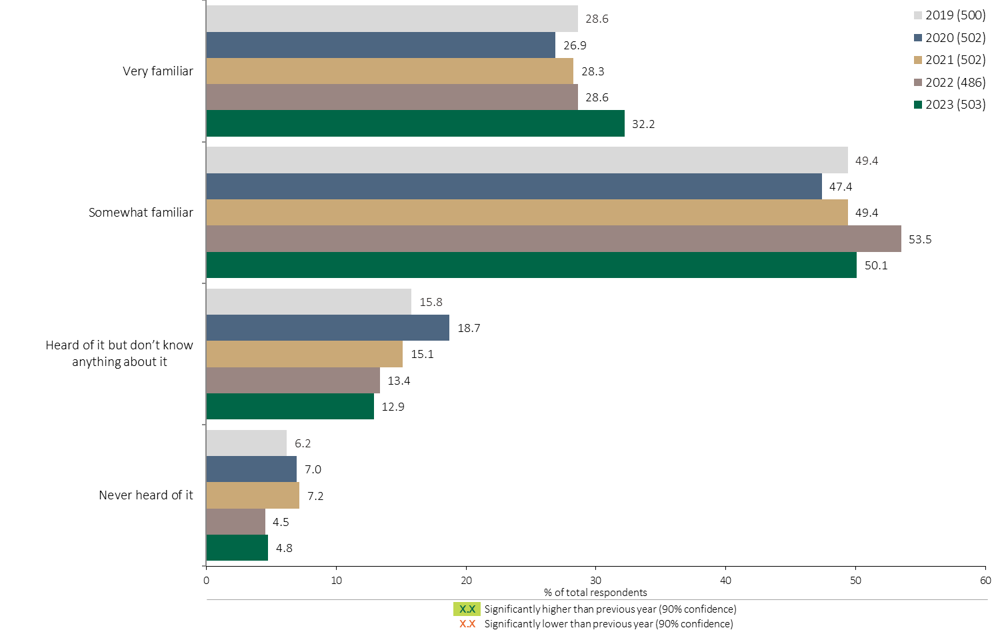 2019 (500)
2020 (502)
2021 (502)
2022 (486)
2023 (503)
Very familiar
28.6
26.9
28.3
28.6
32.2
Somewhat familiar
49.4
47.4
49.4
53.5
50.1
Heard of it but don’t know
anything about it
15.8
18.7
15.1
13.4
12.9
Never heard of it
6.2
7.0
7.2
4.5
4.8
0 10 20 30 40 50 60
% of total respondents
X.X Significantly higher than previous year (90% confidence)
X.X Significantly lower than previous year (90% confidence)